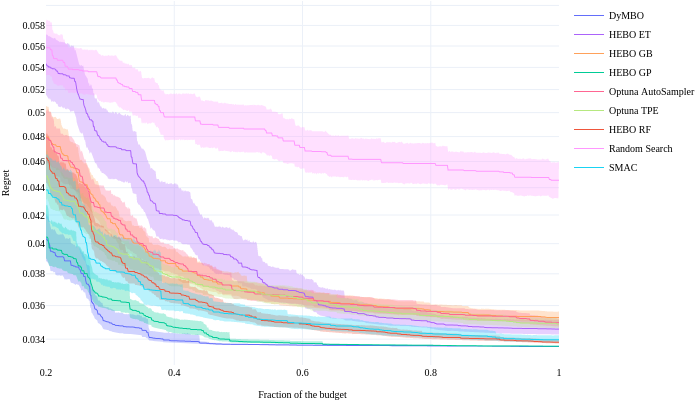 0.058
0.056
0.054
0.052
0.05
0.048
0.046
0.044
0.042
0.04
0.038
0.036
0.034
Regret
0.2
0.4
0.6
0.8
1
Fraction of the budget
DyMBO
HEBO ET
HEBO GB
HEBO GP
Optuna AutoSampler
Optuna TPE
HEBO RF
Random Search
SMAC